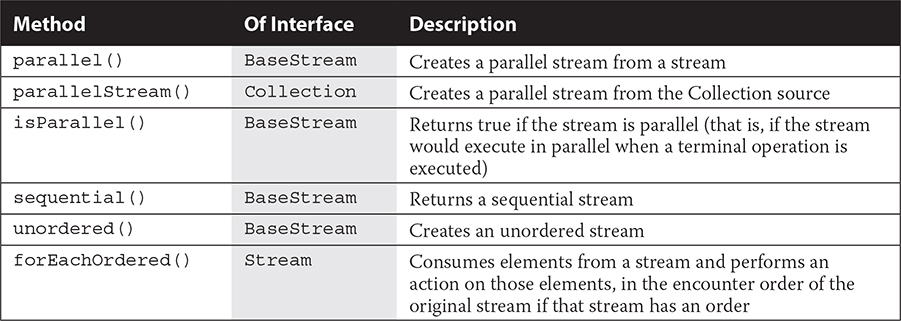 Method Of Interface Description
parallel() BaseStream Creates a parallel stream from a stream
parallelStream() Collection Creates a parallel stream from the Collection source
isParallel() BaseStream Returns true if the stream is parallel (that is, if the stream
would execute in parallel when a terminal operation is
executed)
sequential() BaseStream Returns a sequential stream
unordered() BaseStream Creates an unordered stream
forEachOrdered() Stream Consumes elements from a stream and performs an
action on those elements, in the encounter order of the
original stream if that stream has an order